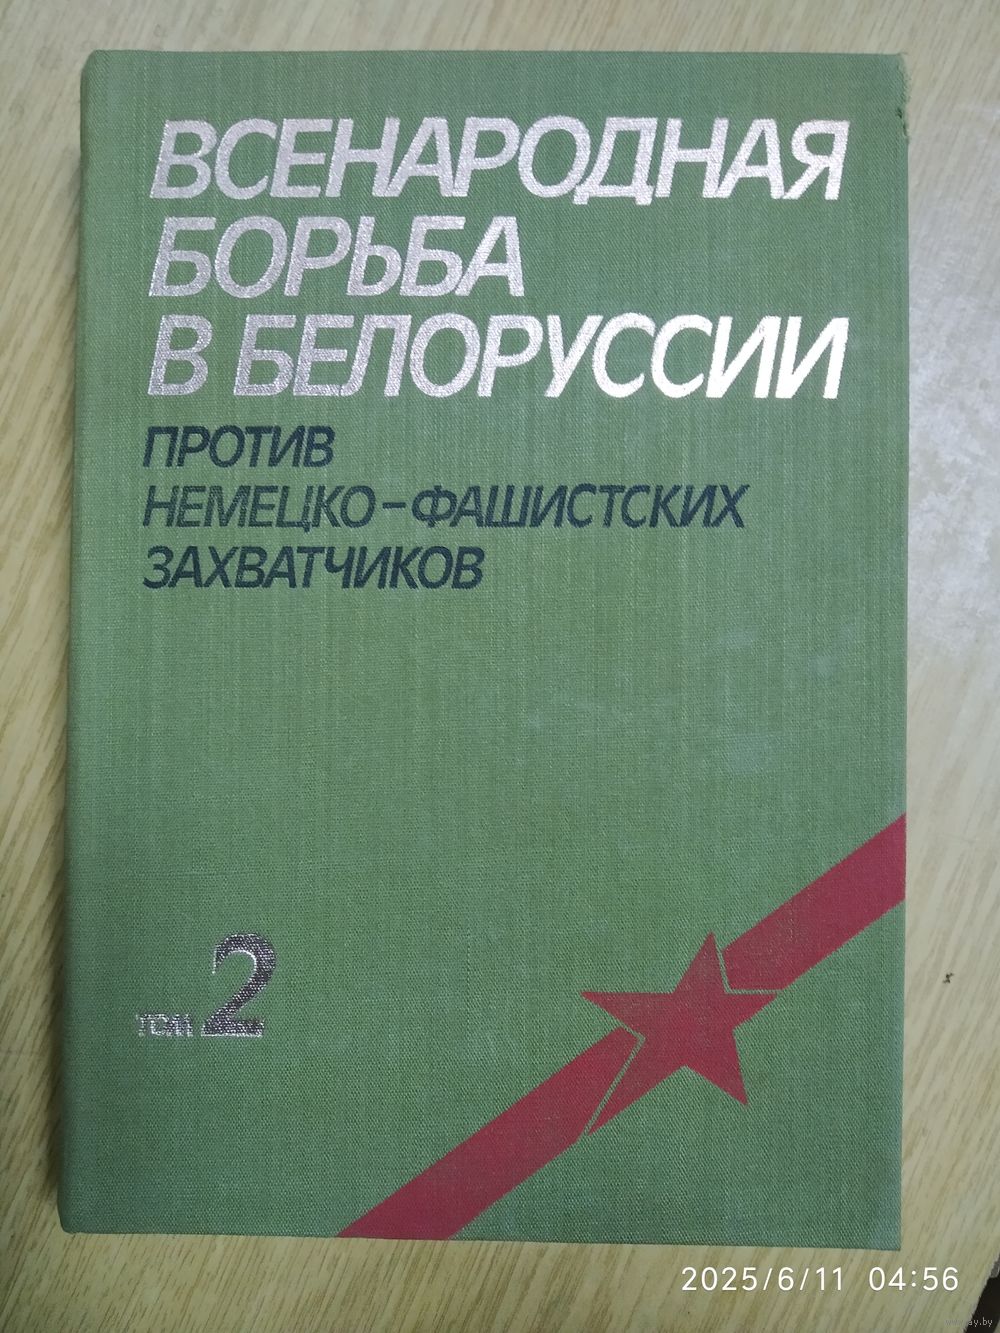 ВСЕНАРОДНАЯ
БОРЬБА
В БЕЛОРУССИИ
ПРОТИВ
НЕМЕЦКО-ФАШИСТСКИХ
ЗАХВАТЧИКОВ
ТОМ 2
2025/6/11 04:56